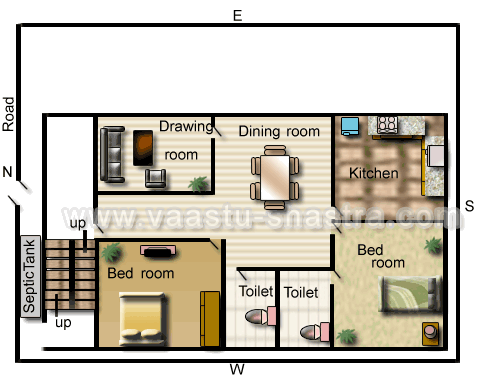 E
Road
Drawing
room
Dining room
Kitchen
N
S
www.vaastu-shastra.com
up
Septic Tank
Bed room
Bed
room
Toilet
Toilet
up
W